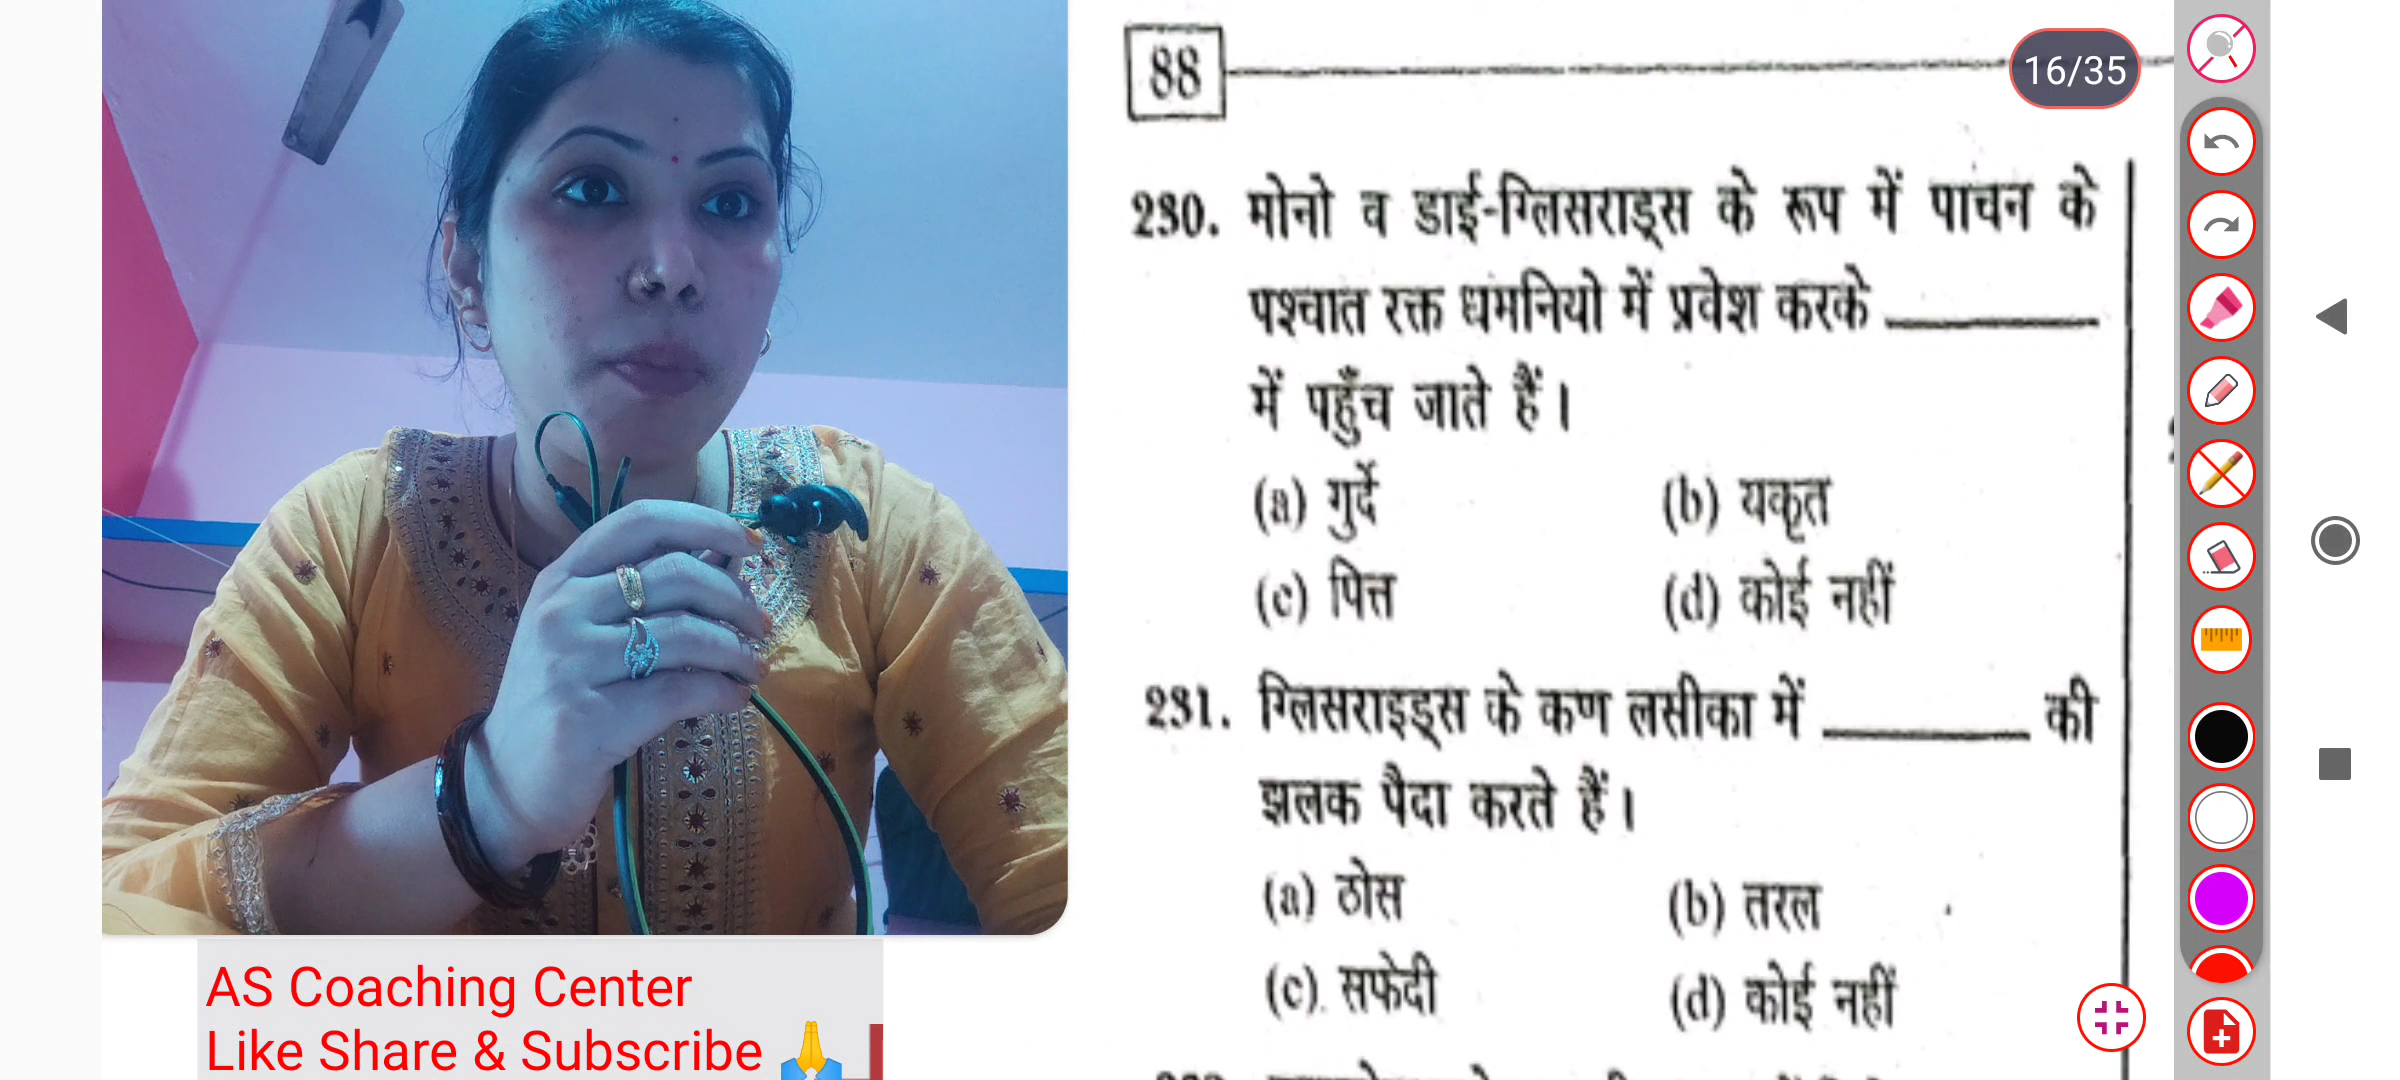 88
16/35
230. मोनो व डाई-ग्लिसराइ्स के रूप में पाचन के
पश्चात रक्त धमनियो में प्रवेश करके ________
में पहुँच जाते हैं।
(a) गुर्दे (b) यकृत
(c) पित्त (d) कोई नहीं
231. ग्लिसराइड्स के कण लसीका में ________ की
झलक पैदा करते हैं।
(a) ठोस (b) तरल
(c) सफेदी (d) कोई नहीं
AS Coaching Center
Like Share & Subscribe 🙏